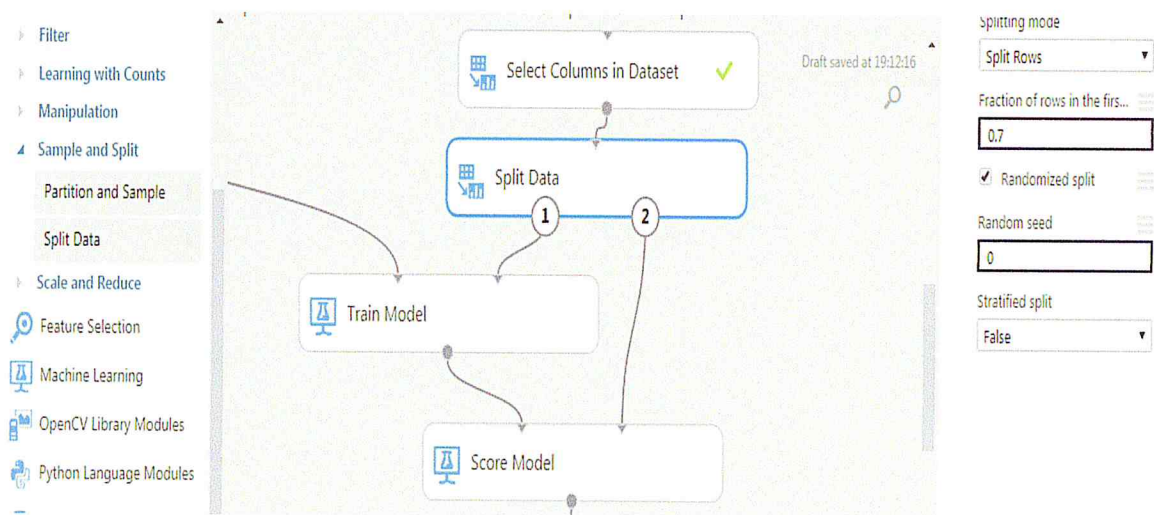 Filter
Learning with Counts
Manipulation
Sample and Split
Partition and Sample
Split Data
Scale and Reduce
Feature Selection
Machine Learning
OpenCV Library Modules
Python Language Modules
Select Columns in Dataset
Draft saved at 19:12:16
Split Data
1
2
Train Model
Score Model
Splitting mode
Split Rows
Fraction of rows in the firs...
0.7
Randomized split
Random seed
0
Stratified split
False